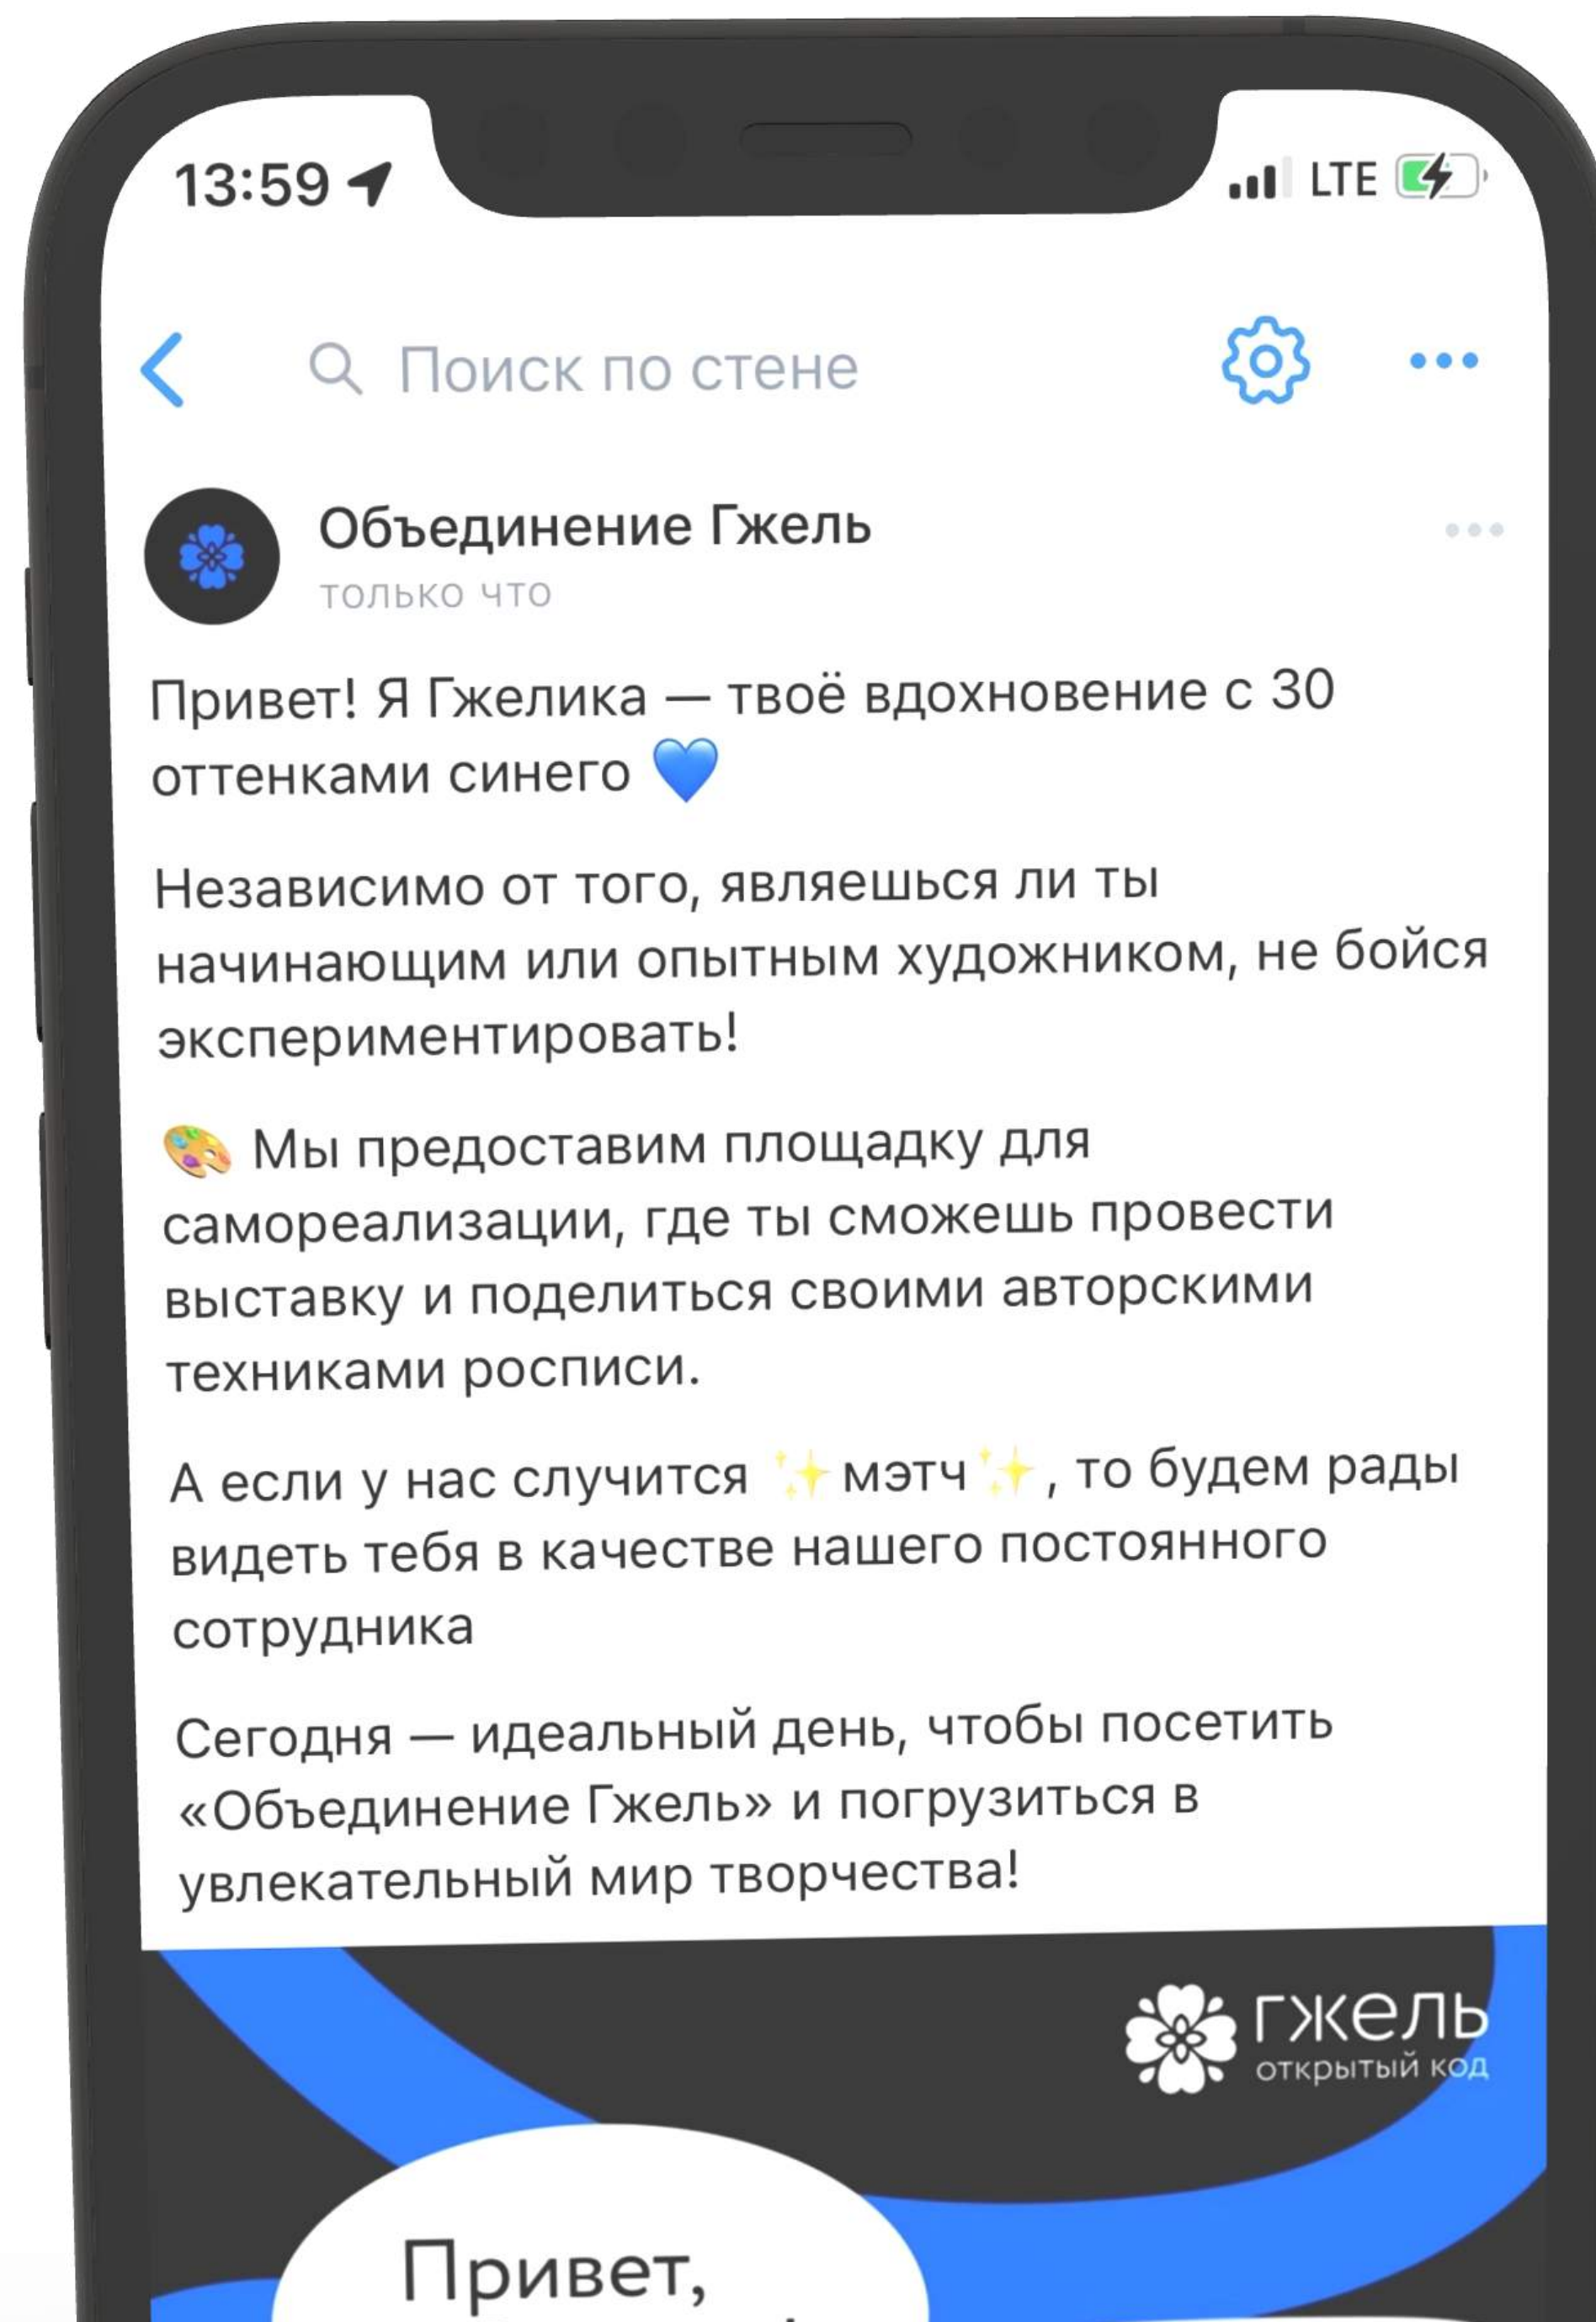 13:59
LTE
Поиск по стене
Объединение Гжель
только что
Привет! Я Гжелика — твоё вдохновение с 30
оттенками синего 💙
Независимо от того, являешься ли ты
начинающим или опытным художником, не бойся
экспериментировать!
🎨 Мы предоставим площадку для
самореализации, где ты сможешь провести
выставку и поделиться своими авторскими
техниками росписи.
А если у нас случится ✨мэтч✨, то будем рады
видеть тебя в качестве нашего постоянного
сотрудника
Сегодня — идеальный день, чтобы посетить
«Объединение Гжель» и погрузиться в
увлекательный мир творчества!
гжель
открытый код
Привет,